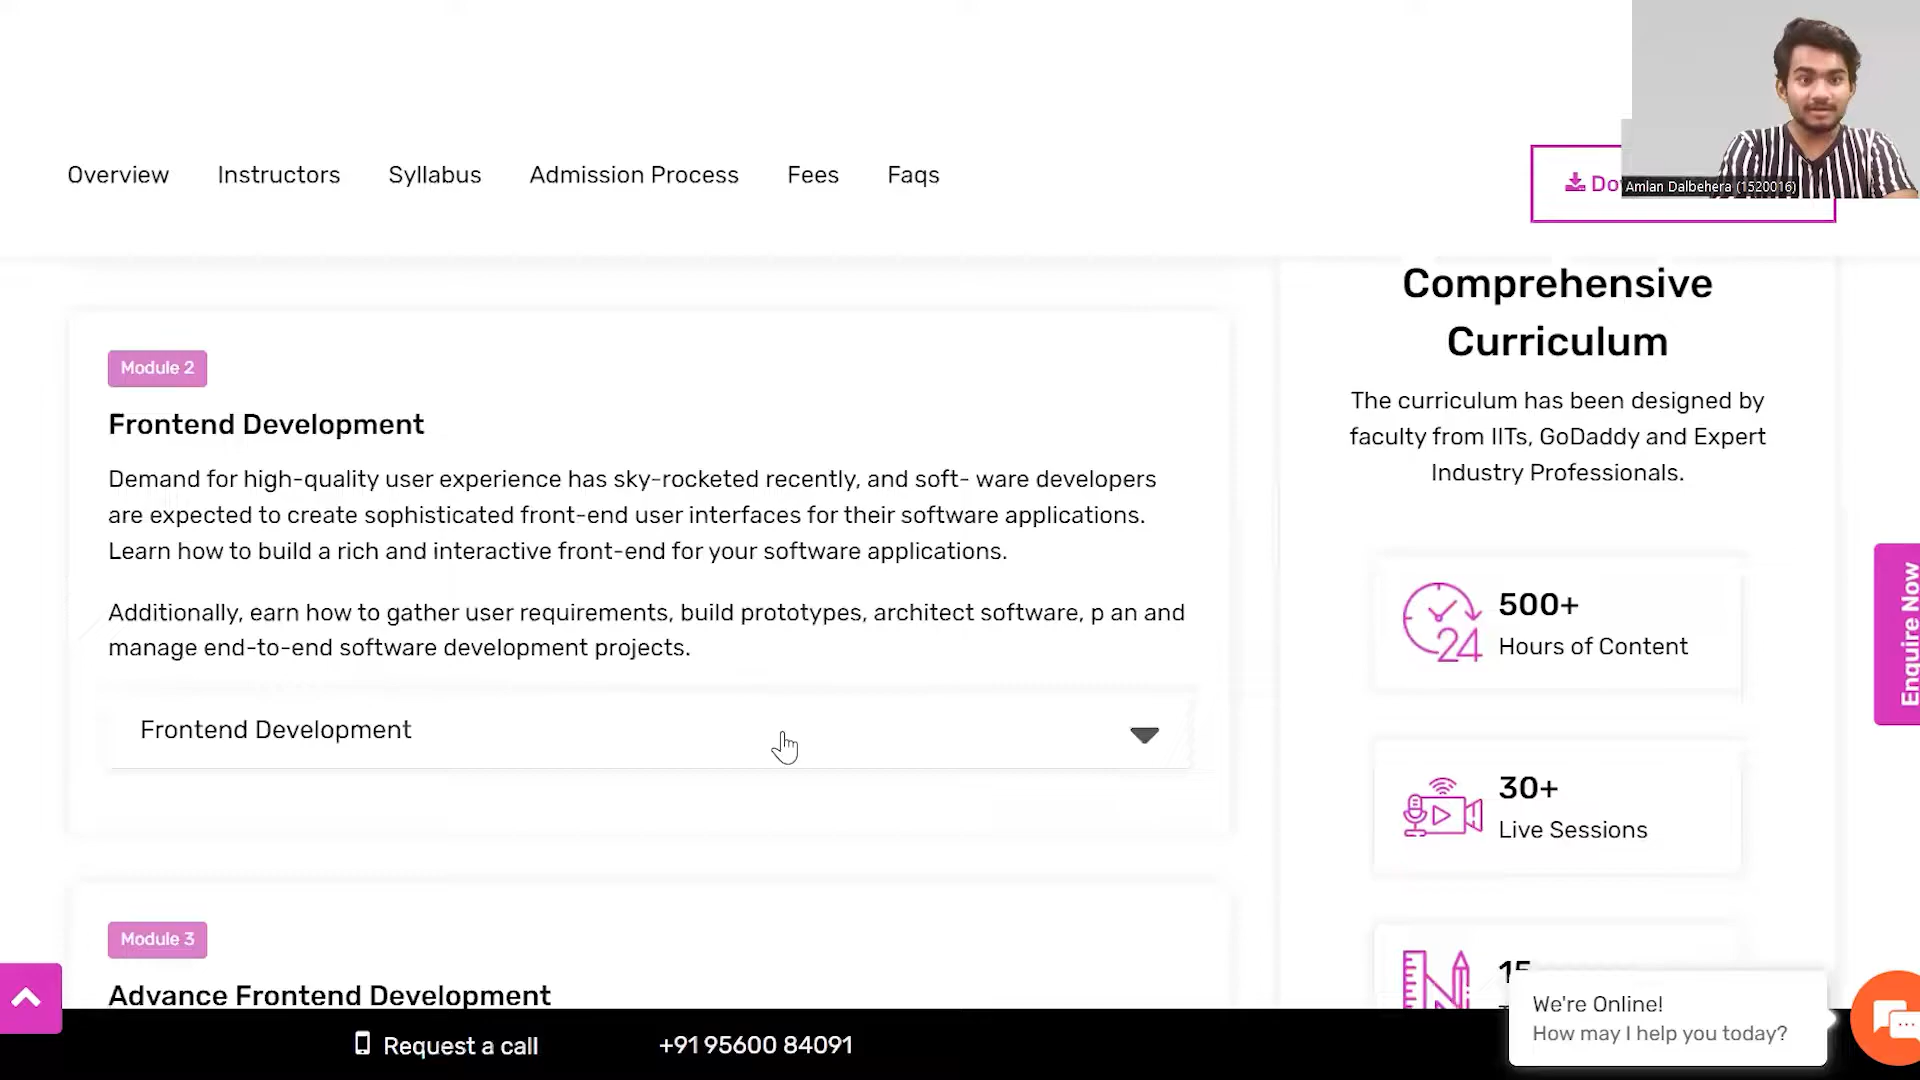 Overview Instructors Syllabus Admission Process Fees Faqs
Amlan Dalbehera (1520016)
Module 2
Frontend Development
Demand for high-quality user experience has sky-rocketed recently, and soft- ware developers
are expected to create sophisticated front-end user interfaces for their software applications.
Learn how to build a rich and interactive front-end for your software applications.
Additionally, earn how to gather user requirements, build prototypes, architect software, p an and
manage end-to-end software development projects.
Frontend Development
Module 3
Advance Frontend Development
Comprehensive
Curriculum
The curriculum has been designed by
faculty from IITs, GoDaddy and Expert
Industry Professionals.
24
500+
Hours of Content
30+
Live Sessions
Enquire Now
We're Online!
How may I help you today?
Request a call +91 95600 84091